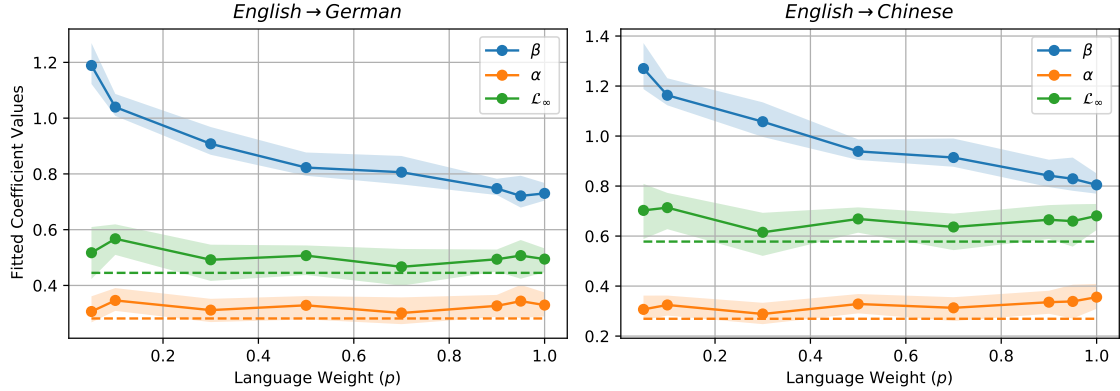 English → German
Fitted Coefficient Values
1.2
1.0
0.8
0.6
0.4
β
α
ℒ∞
0.2 0.4 0.6 0.8 1.0
Language Weight (p)
English → Chinese
1.4
1.2
1.0
0.8
0.6
0.4
0.2
β
α
ℒ∞
0.2 0.4 0.6 0.8 1.0
Language Weight (p)